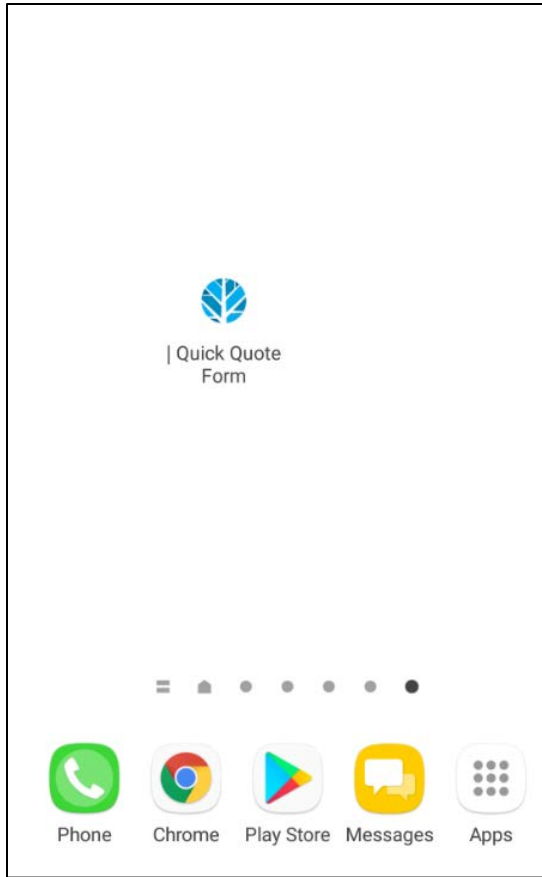 | Quick Quote
Form
Phone
Chrome
Play Store
Messages
Apps